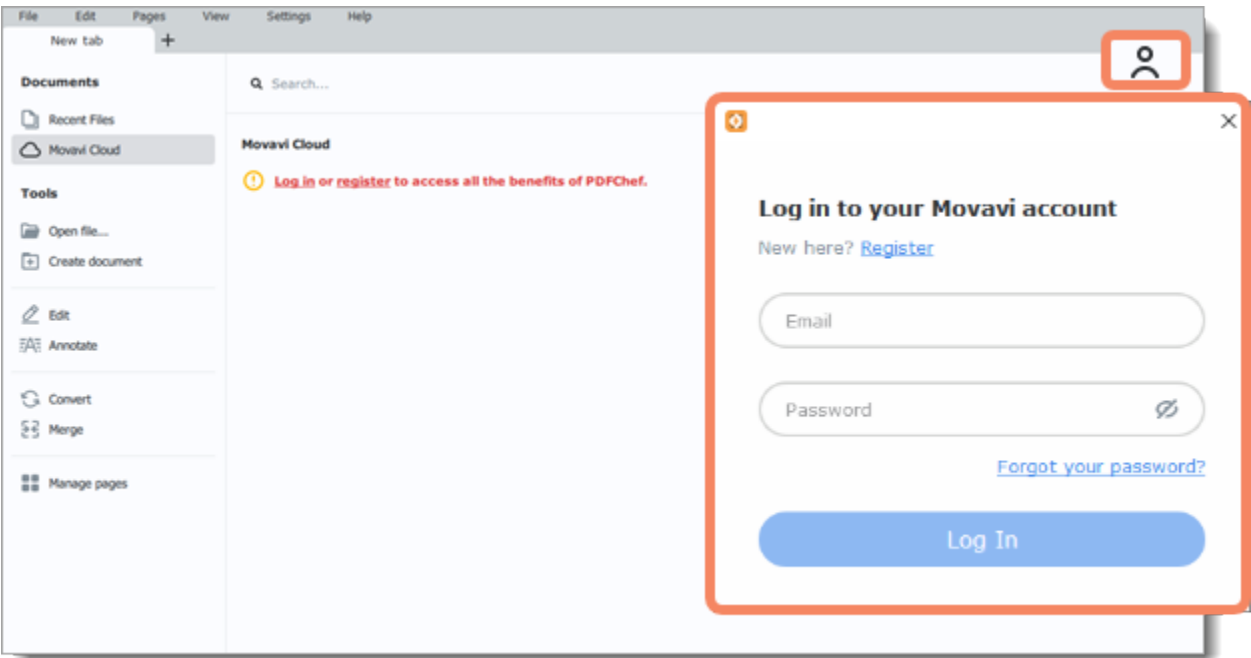 File Edit Pages View Settings Help
New tab +
Documents
Recent Files
Movavi Cloud
Tools
Open file...
Create document
Edit
Annotate
Convert
Merge
Manage pages
Search...
Movavi Cloud
Log in or register to access all the benefits of PDFChef.
Log in to your Movavi account
New here? Register
Email
Password
Forgot your password?
Log In